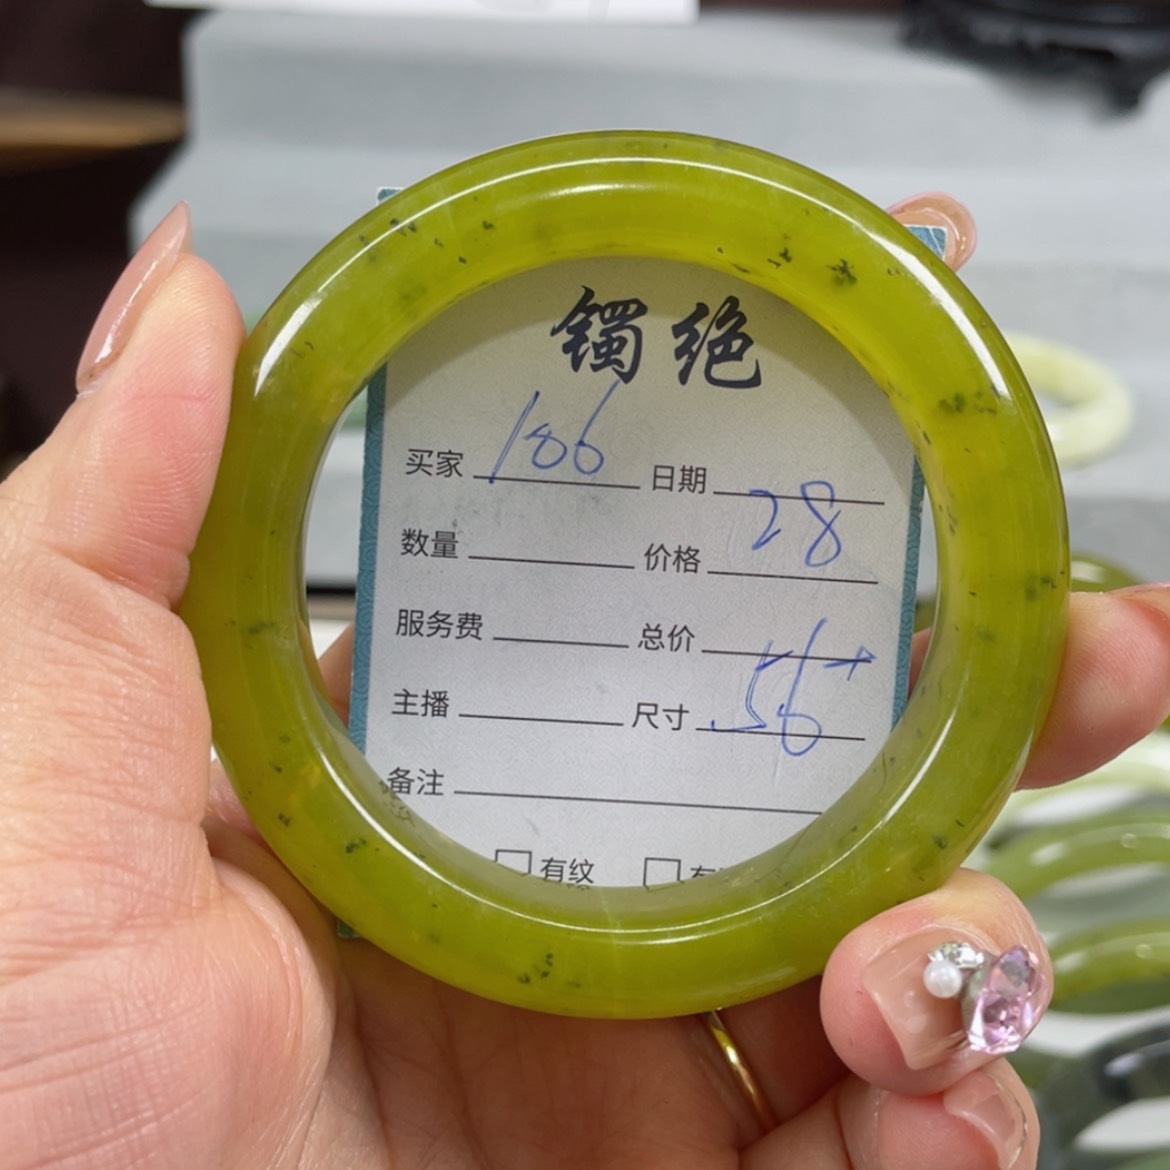 镯绝
买家 186 日期
数量 价格 28
服务费 总价
主播 尺寸 56+
备注
有纹